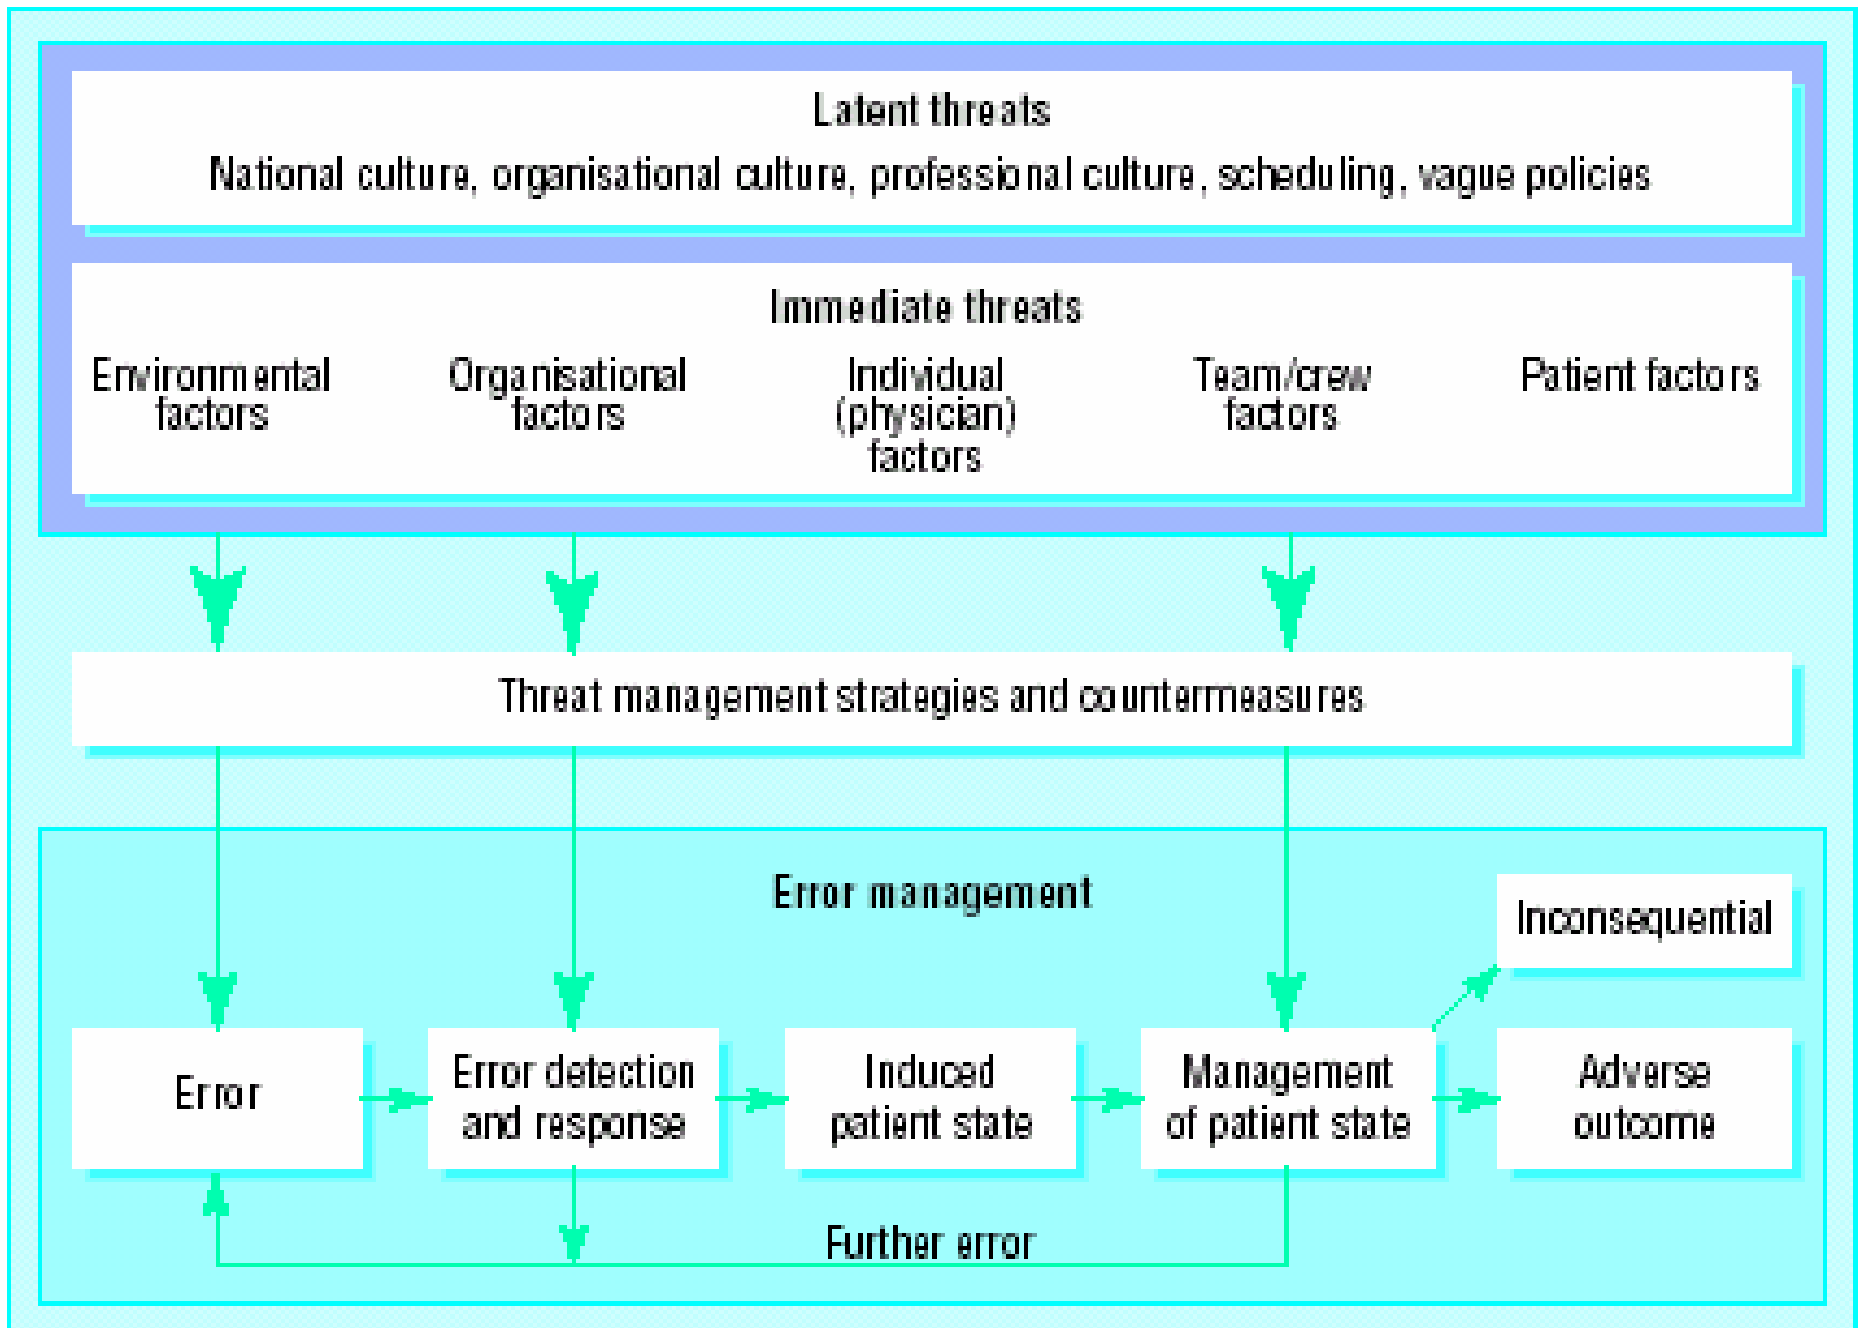 Latent threats
National culture, organisational culture, professional culture, scheduling, vague policies
Immediate threats
Environmental
factors
Organisational
factors
Individual
(physician)
factors
Team/crew
factors
Patient factors
Threat management strategies and countermeasures
Error management
Inconsequential
Error
Error detection
and response
Induced
patient state
Management
of patient state
Adverse
outcome
Further error